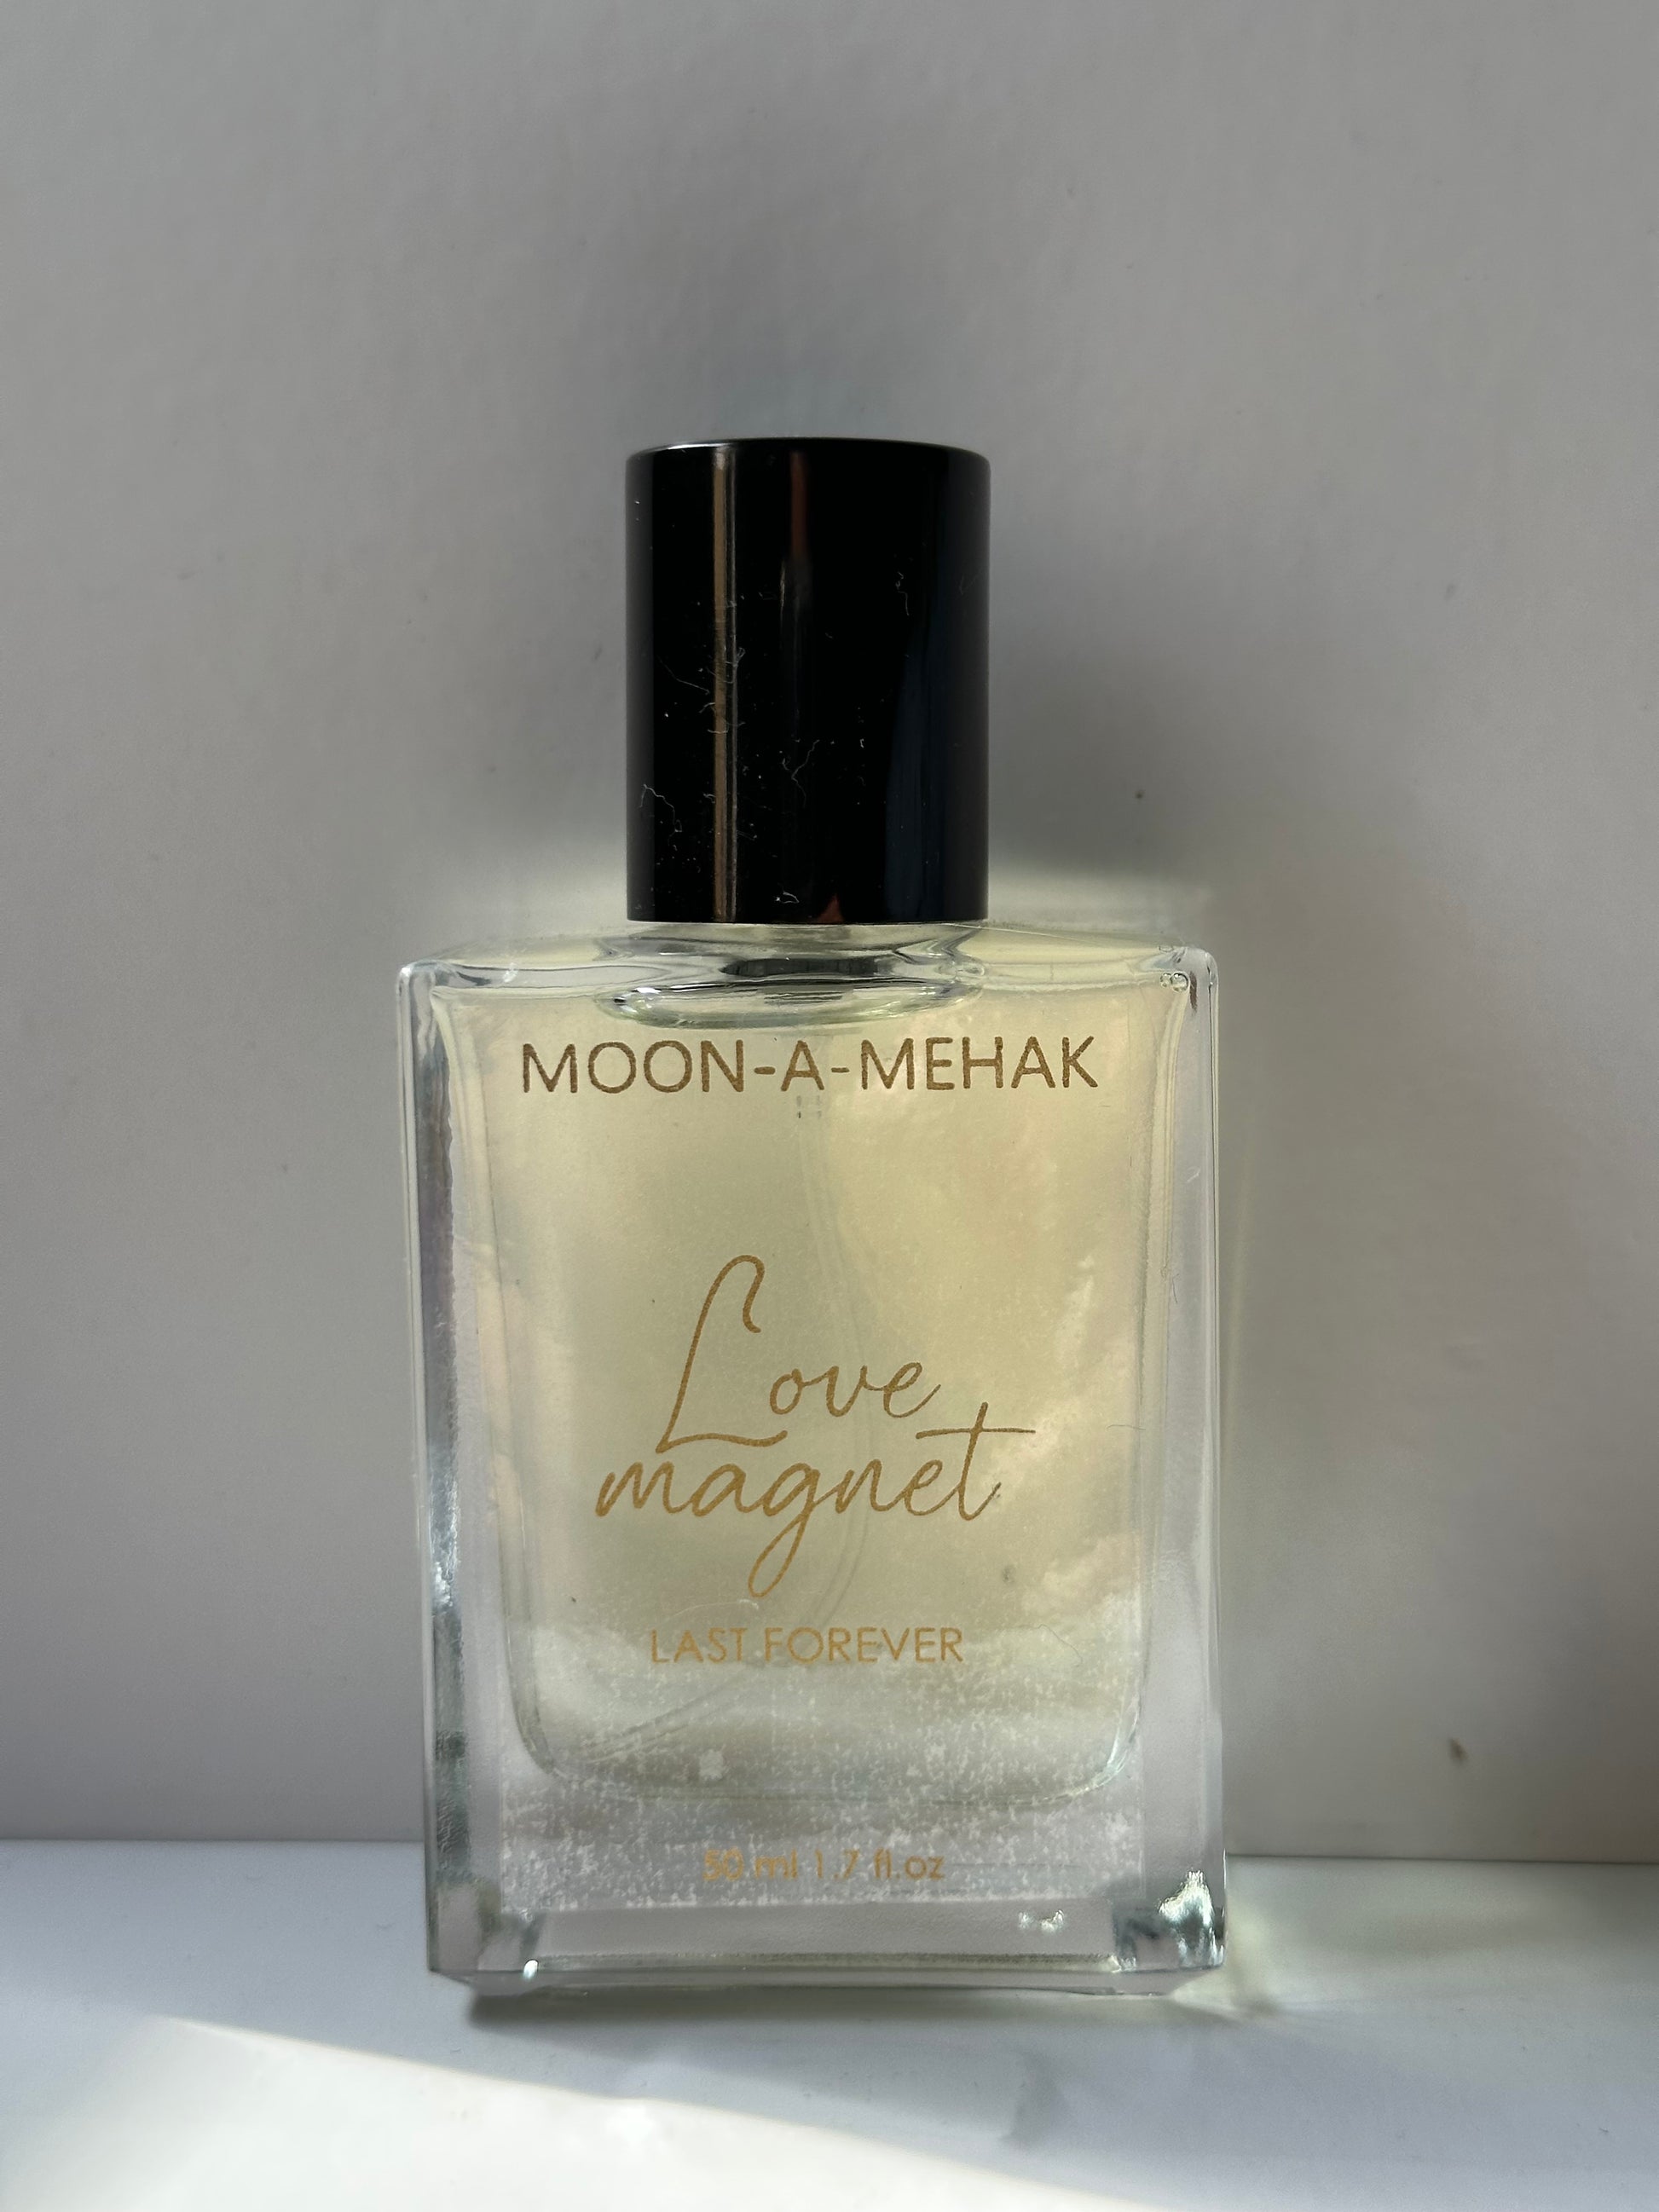 MOON-A-MEHAK
Love
magnet
LAST FOREVER
50 ml 1.7 fl.oz